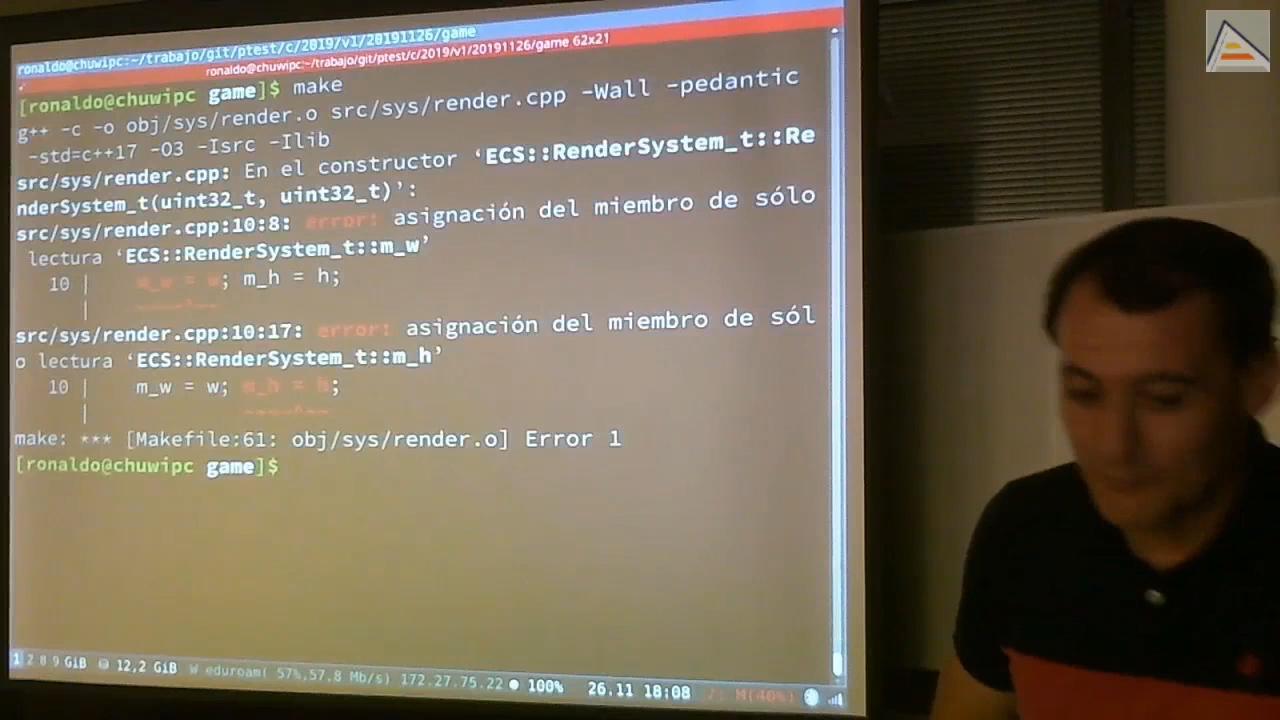 ronaldo@chuwipc:~/trabajo/git/ptest/c/2019/v1/20191126/game
ronaldo@chuwipc:~/trabajo/git/ptest/c/2019/v1/20191126/game 62x21
[ronaldo@chuwipc game]$ make
g++ -c -o obj/sys/render.o src/sys/render.cpp -Wall -pedantic
-std=c++17 -O3 -Isrc -Ilib
src/sys/render.cpp: En el constructor ‘ECS::RenderSystem_t::Re
nderSystem_t(uint32_t, uint32_t)’:
src/sys/render.cpp:10:8: error: asignación del miembro de sólo
lectura ‘ECS::RenderSystem_t::m_w’
10 | m_w = w; m_h = h;
| ~~~~^~~
src/sys/render.cpp:10:17: error: asignación del miembro de sól
o lectura ‘ECS::RenderSystem_t::m_h’
10 | m_w = w; m_h = h;
| ~~~~^~~
make: *** [Makefile:61: obj/sys/render.o] Error 1
[ronaldo@chuwipc game]$
1 2 8 9 GiB 12,2 GiB W eduroam( 57%,57.8 Mb/s) 172.27.75.22 100% 26.11 18:08 M(40%)